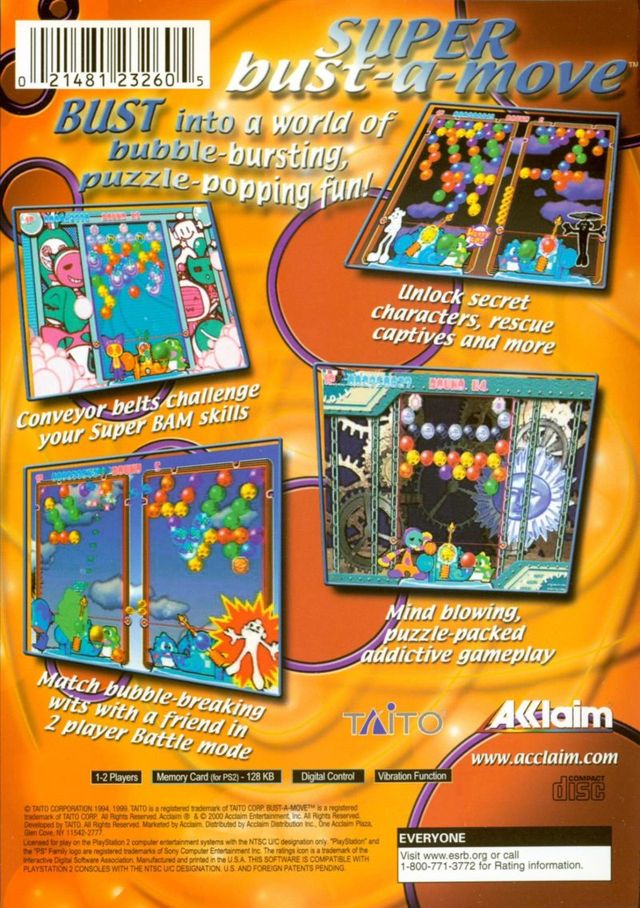 SUPER
bust-a-move™
0 21481 23260 5
BUST into a world of
bubble-bursting,
puzzle-popping fun!
Unlock secret
characters, rescue
captives and more
Conveyor belts challenge
your Super BAM skills
Mind blowing,
puzzle-packed
addictive gameplay
Match bubble-breaking
wits with a friend in
2 player Battle mode
TAITO
AKKlaim
www.acclaim.com
1-2 Players
Memory Card (for PS2) - 128 KB
Digital Control
Vibration Function
COMPACT
disc
© TAITO CORPORATION 1994, 1999. TAITO is a registered trademark of TAITO CORP. BUST-A-MOVE™ is a registered
trademark of TAITO CORP. All Rights Reserved. Acclaim ® & © 2000 Acclaim Entertainment, Inc. All Rights Reserved.
Developed by TAITO. All Rights Reserved. Marketed by Acclaim. Distributed by Acclaim Distribution Inc., One Acclaim Plaza,
Glen Cove, NY 11542-2777.
Licensed for play on the PlayStation 2 computer entertainment systems with the NTSC U/C designation only. "PlayStation" and
the "PS" Family logo are registered trademarks of Sony Computer Entertainment Inc. The ratings icon is a trademark of the
Interactive Digital Software Association. Manufactured and printed in the U.S.A. THIS SOFTWARE IS COMPATIBLE WITH
PLAYSTATION 2 CONSOLES WITH THE NTSC U/C DESIGNATION. U.S. AND FOREIGN PATENTS PENDING.
EVERYONE
Visit www.esrb.org or call
1-800-771-3772 for Rating information.